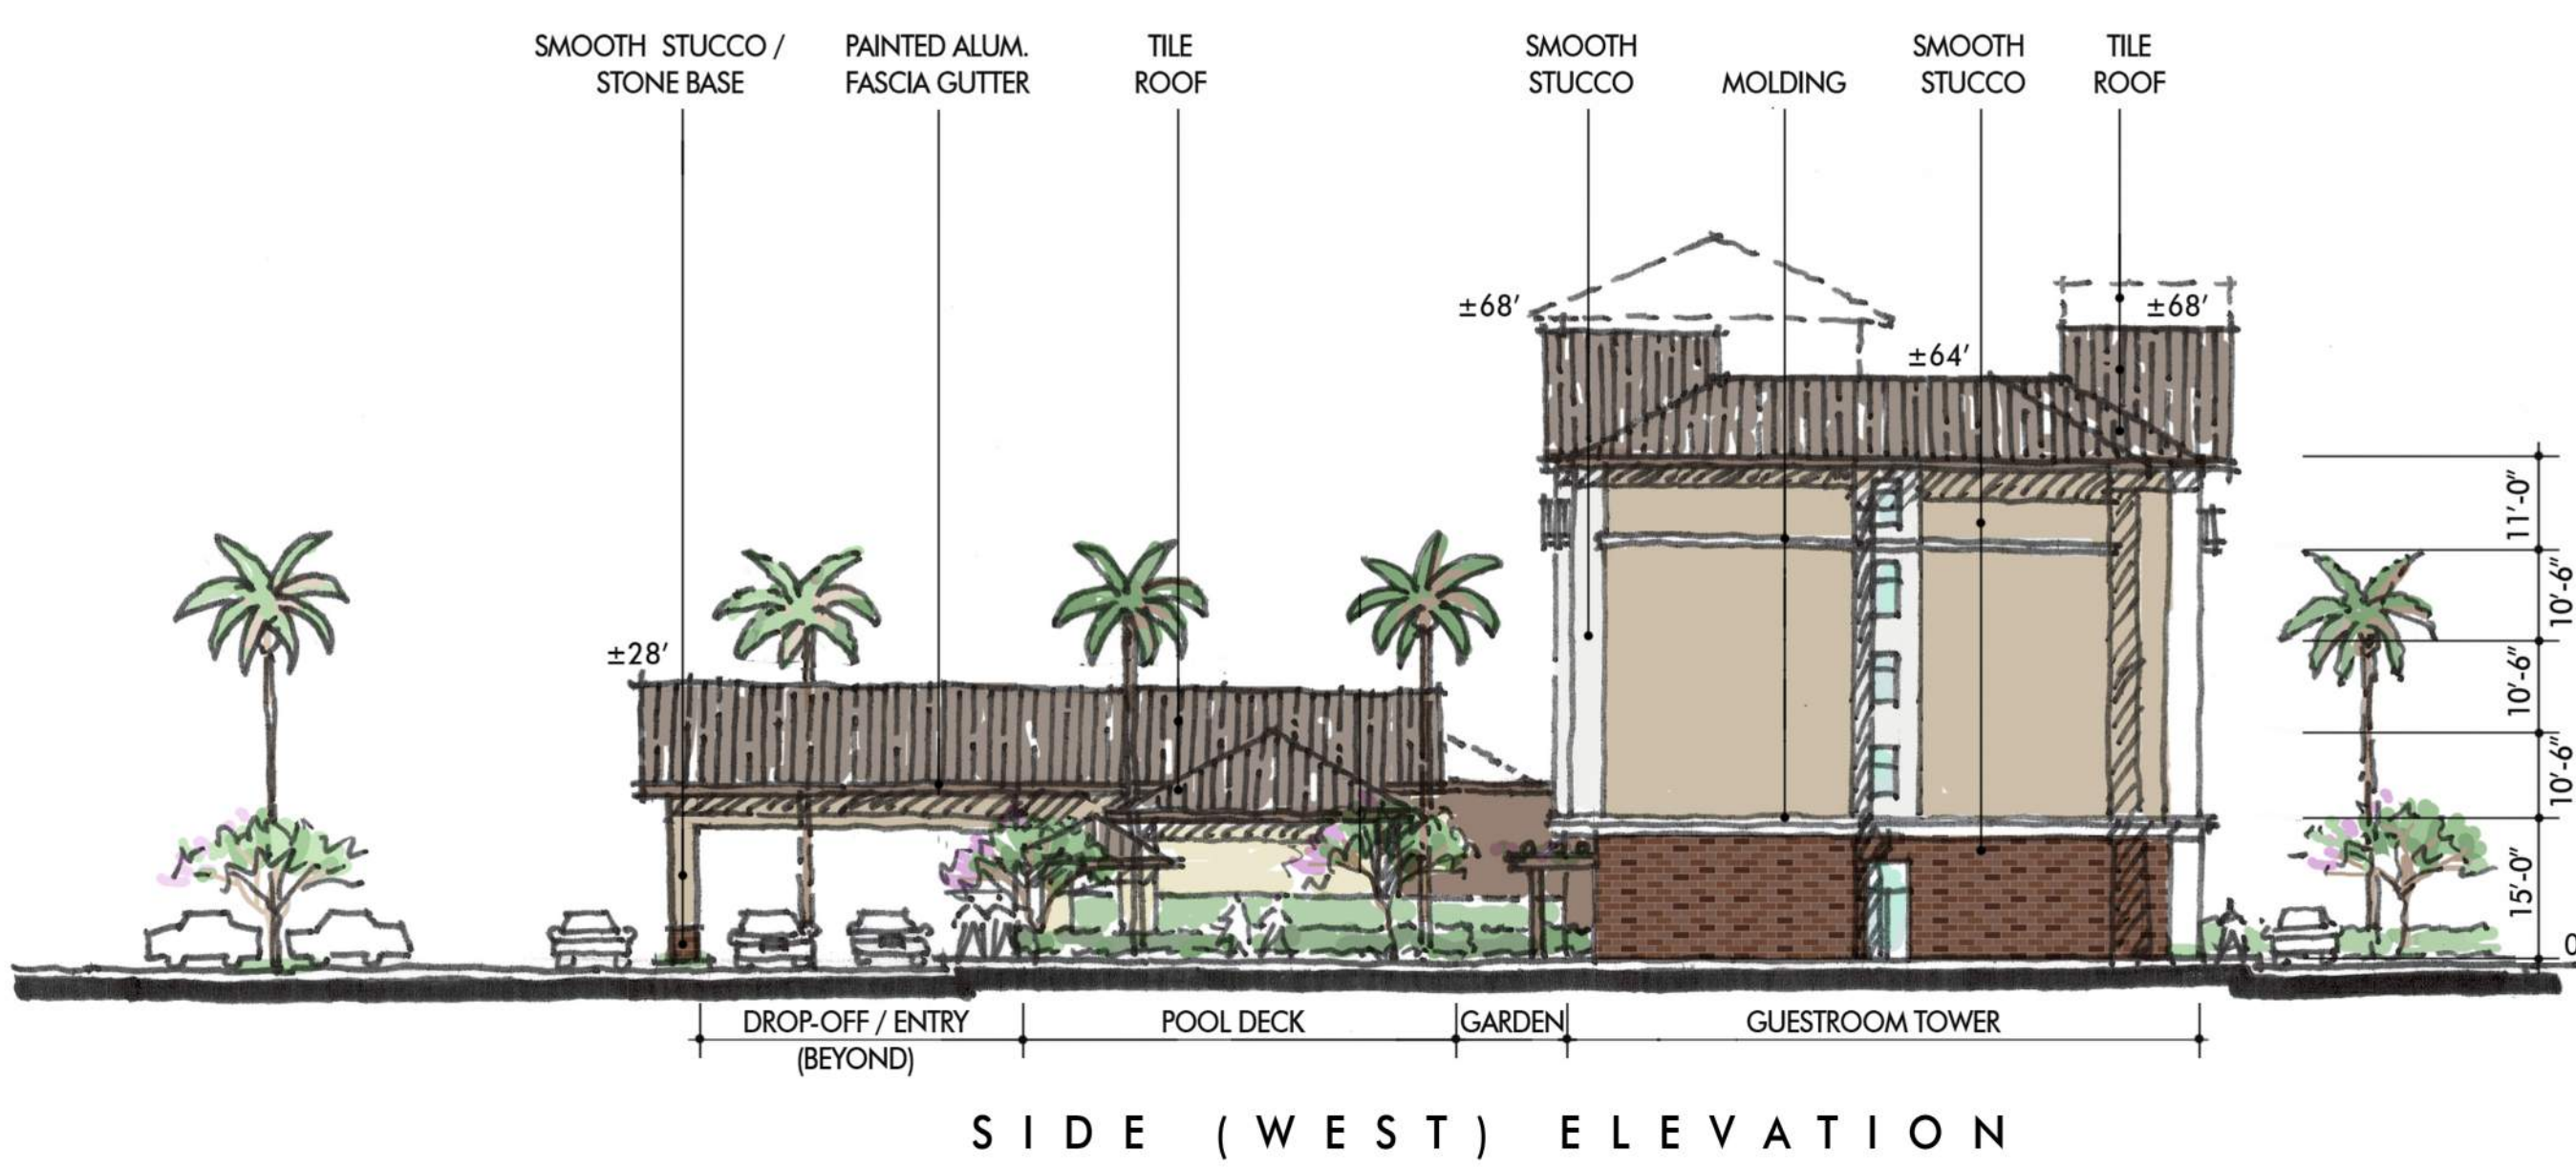 SMOOTH STUCCO /
STONE BASE
PAINTED ALUM.
FASCIA GUTTER
TILE
ROOF
SMOOTH
STUCCO
MOLDING
SMOOTH
STUCCO
TILE
ROOF
±68'
±68'
±64'
±28'
11'-0"
10'-6"
10'-6"
10'-6"
15'-0"
0
DROP-OFF / ENTRY
(BEYOND)
POOL DECK
GARDEN
GUESTROOM TOWER
SIDE (WEST) ELEVATION